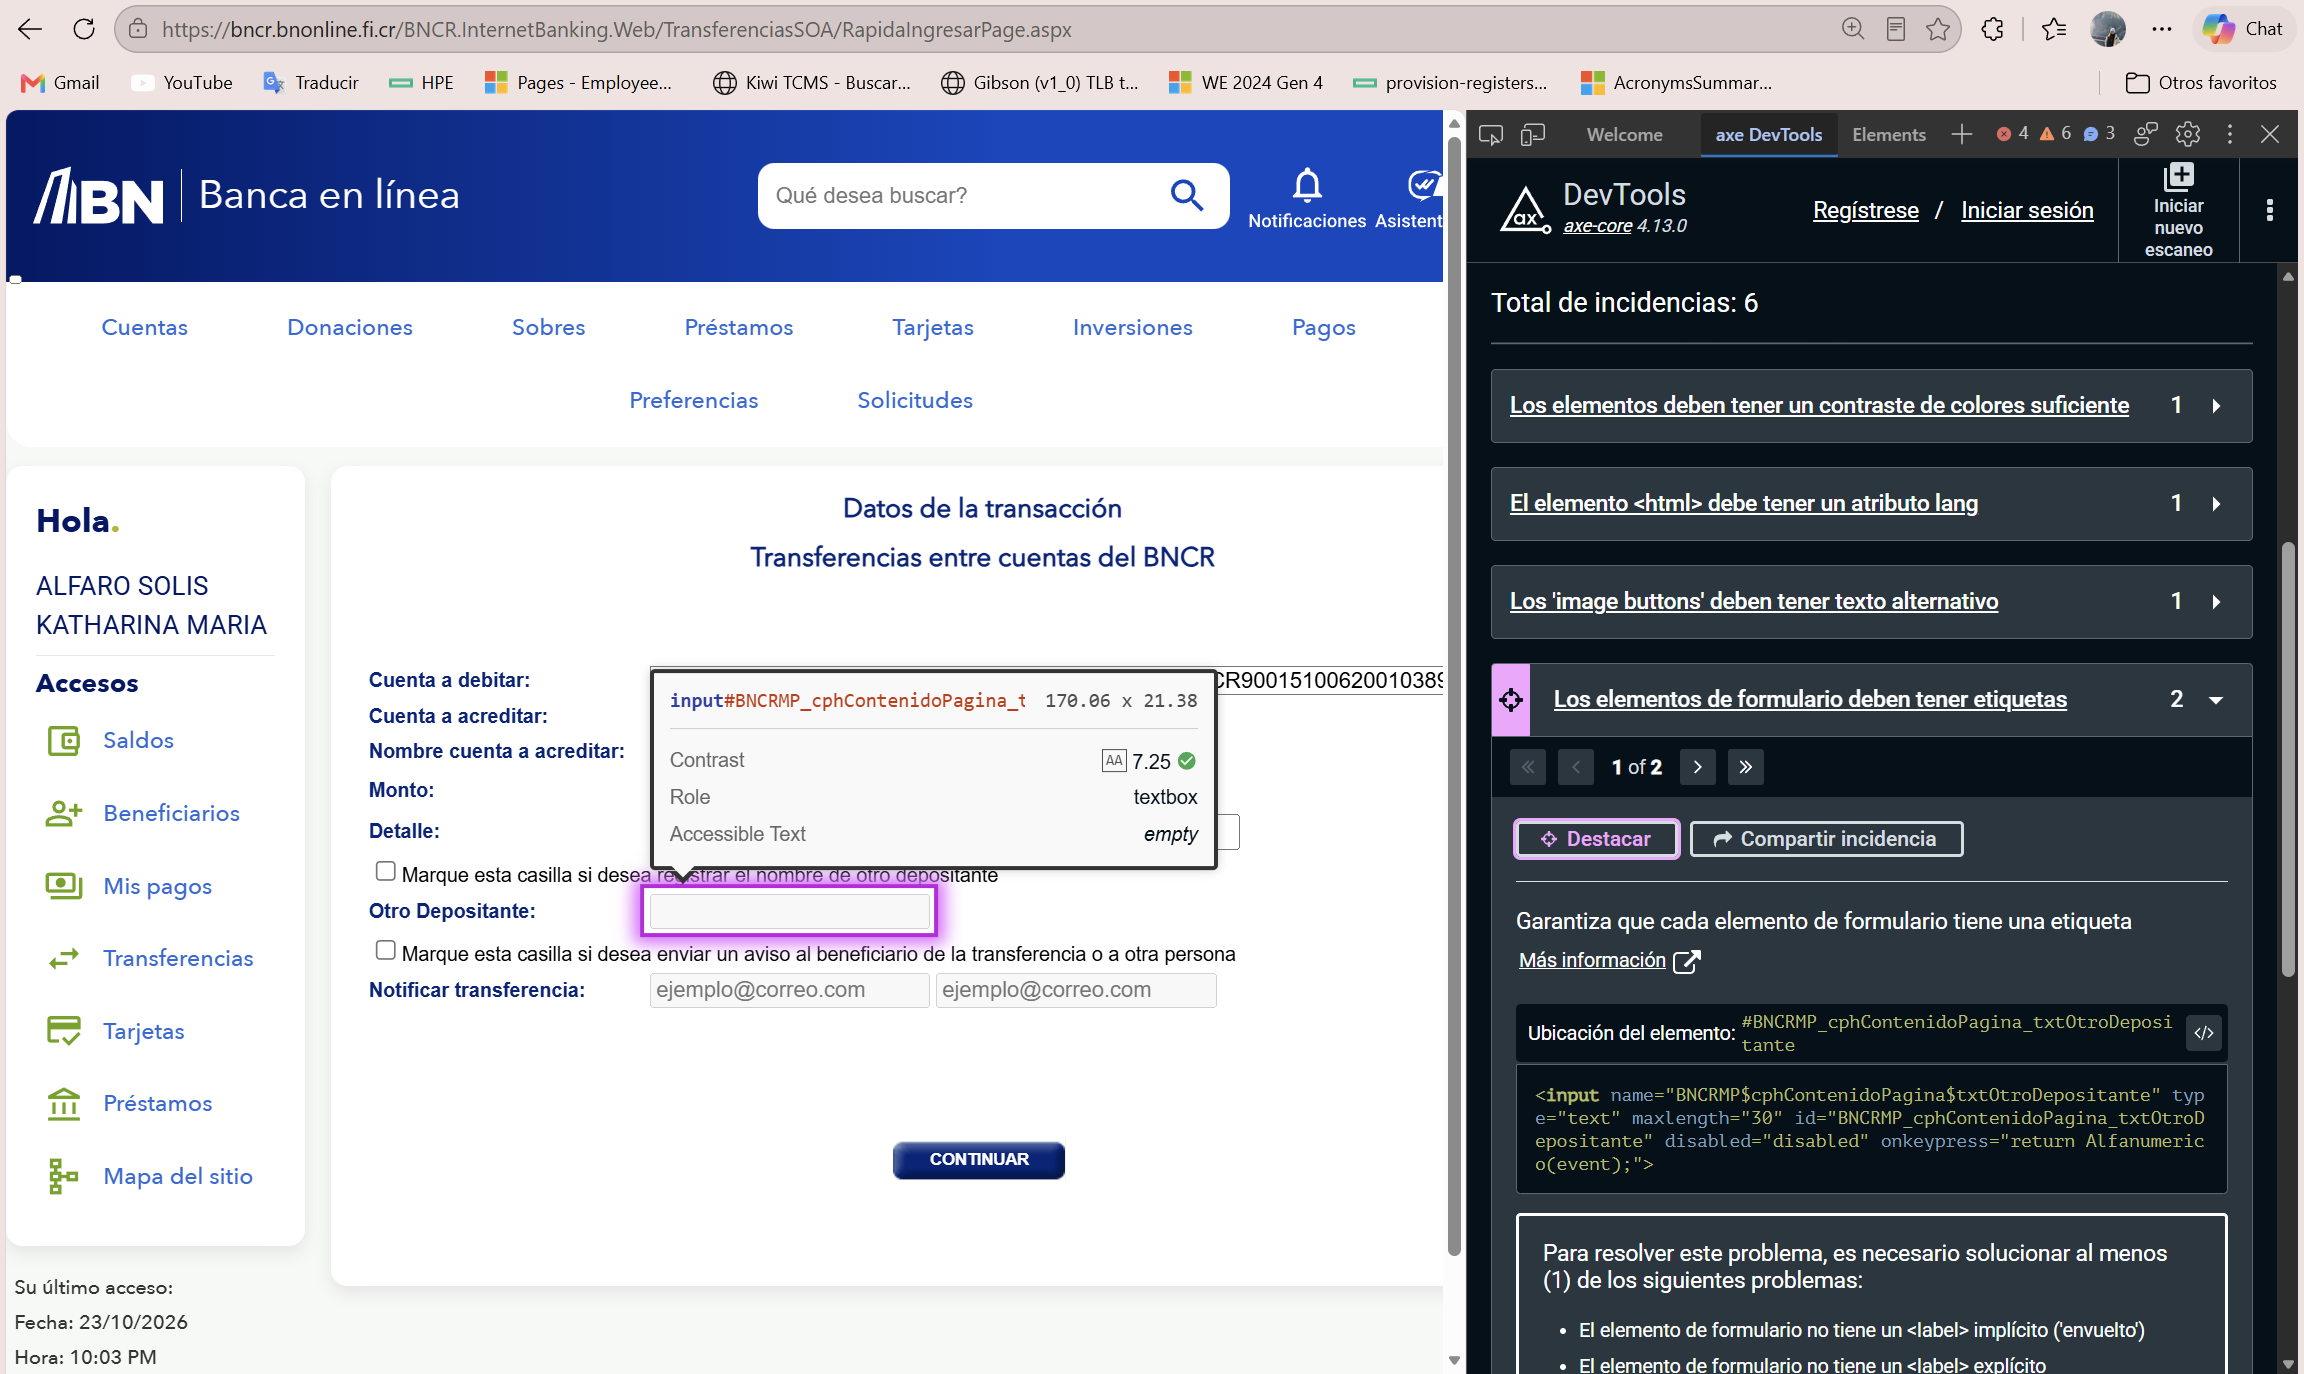 https://bncr.bnonline.fi.cr/BNCR.InternetBanking.Web/TransferenciasSOA/RapidaIngresarPage.aspx
Chat
Gmail
YouTube
Traducir
HPE
Pages - Employee...
Kiwi TCMS - Buscar...
Gibson (v1_0) TLB t...
WE 2024 Gen 4
provision-registers...
AcronymsSummar...
Otros favoritos
BN
Banca en línea
Qué desea buscar?
Notificaciones
Asistent
Cuentas
Donaciones
Sobres
Préstamos
Tarjetas
Inversiones
Pagos
Preferencias
Solicitudes
Hola.
ALFARO SOLIS
KATHARINA MARIA
Accesos
Saldos
Beneficiarios
Mis pagos
Transferencias
Tarjetas
Préstamos
Mapa del sitio
Su último acceso:
Fecha: 23/10/2026
Hora: 10:03 PM
Datos de la transacción
Transferencias entre cuentas del BNCR
Cuenta a debitar:
CR90015100620010389
Cuenta a acreditar:
Nombre cuenta a acreditar:
Monto:
Detalle:
input#BNCRMP_cphContenidoPagina_t 170.06 x 21.38
Contrast
AA 7.25
Role
textbox
Accessible Text
empty
Marque esta casilla si desea registrar el nombre de otro depositante
Otro Depositante:
Marque esta casilla si desea enviar un aviso al beneficiario de la transferencia o a otra persona
Notificar transferencia:
ejemplo@correo.com
ejemplo@correo.com
CONTINUAR
Welcome
axe DevTools
Elements
4
6
3
ax
DevTools
axe-core 4.13.0
Regístrese / Iniciar sesión
Iniciar
nuevo
escaneo
Total de incidencias: 6
Los elementos deben tener un contraste de colores suficiente 1
El elemento <html> debe tener un atributo lang 1
Los 'image buttons' deben tener texto alternativo 1
Los elementos de formulario deben tener etiquetas 2
1 of 2
Destacar
Compartir incidencia
Garantiza que cada elemento de formulario tiene una etiqueta
Más información
Ubicación del elemento:
#BNCRMP_cphContenidoPagina_txtOtroDeposi
tante
</>
<input name="BNCRMP$cphContenidoPagina$txtOtroDepositante" typ
e="text" maxlength="30" id="BNCRMP_cphContenidoPagina_txtOtroD
epositante" disabled="disabled" onkeypress="return Alfanumeric
o(event);">
Para resolver este problema, es necesario solucionar al menos
(1) de los siguientes problemas:
• El elemento de formulario no tiene un <label> implícito ('envuelto')
• El elemento de formulario no tiene un <label> explícito